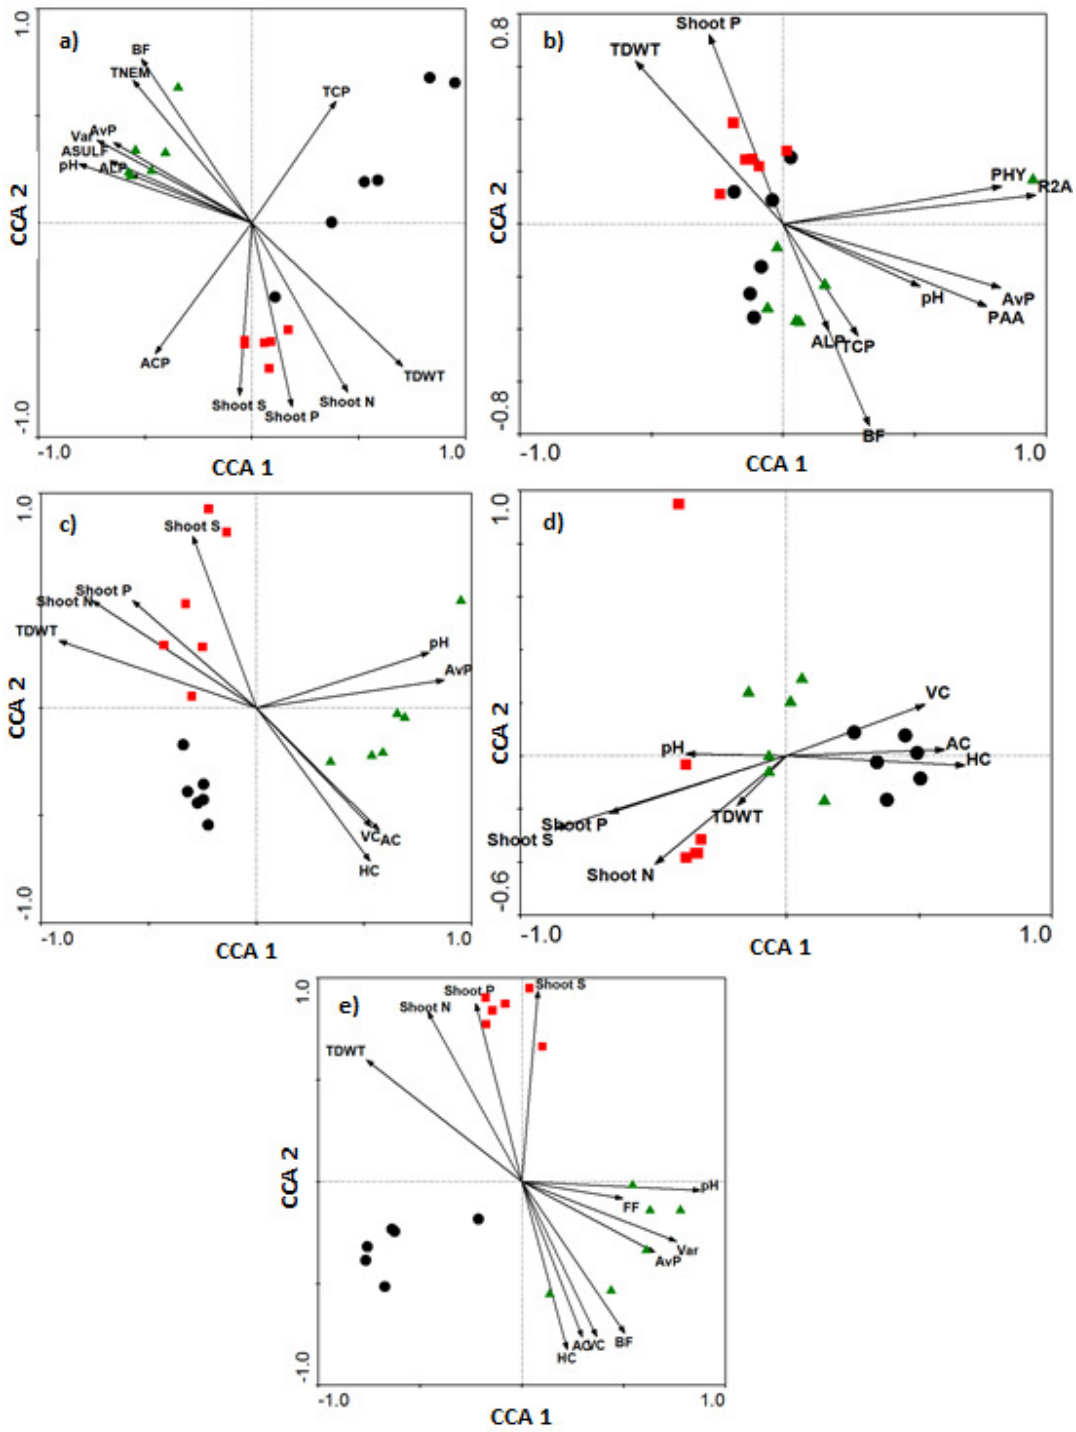 a)
1.0
BF
TNEM
TCP
Var AvP
ASULF
pH ALP
CCA 2
ACP
TDWT
Shoot S
Shoot P
Shoot N
-1.0
-1.0
1.0
CCA 1
b)
0.8
Shoot P
TDWT
PHY
R2A
CCA 2
pH
AvP
PAA
ALP
TCP
BF
-0.8
-1.0
1.0
CCA 1
c)
1.0
Shoot S
Shoot P
Shoot N
TDWT
pH
AvP
CCA 2
VC AC
HC
-1.0
-1.0
1.0
CCA 1
d)
1.0
VC
CCA 2
pH
AC
HC
TDWT
Shoot P
Shoot S
Shoot N
-0.6
-1.0
1.0
CCA 1
e)
1.0
Shoot S
Shoot P
Shoot N
TDWT
CCA 2
pH
FF
Var
AvP
BF
AC
VC
HC
-1.0
-1.0
1.0
CCA 1